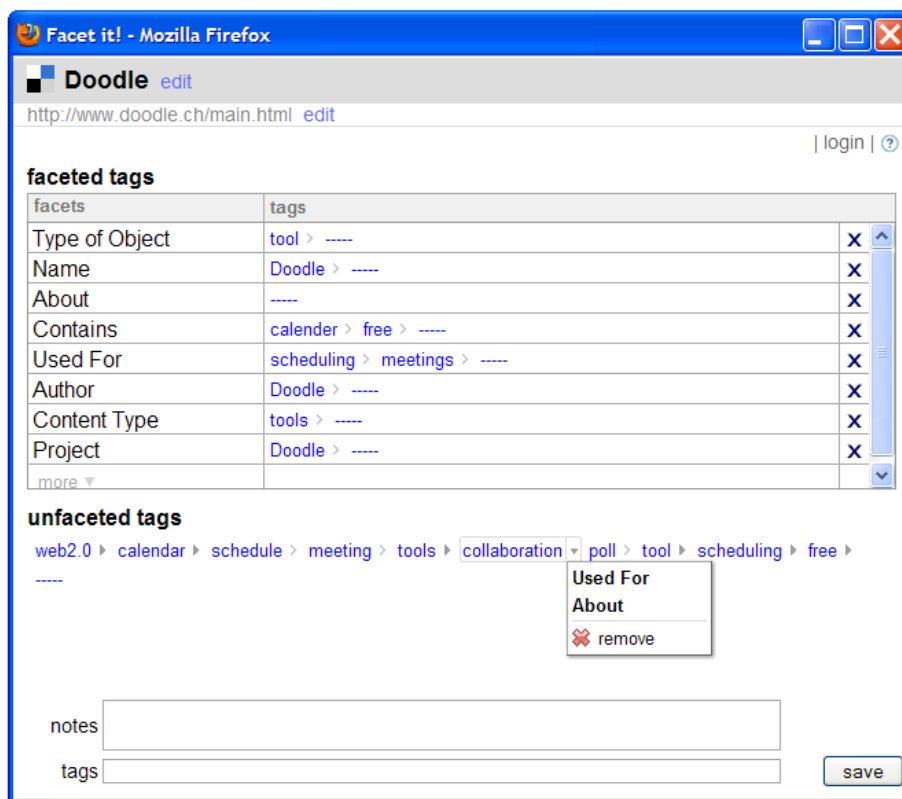 Facet it! - Mozilla Firefox
Doodle edit
http://www.doodle.ch/main.html edit
| login | ?
faceted tags
facets tags
Type of Object tool > -----
Name Doodle > -----
About -----
Contains calender > free > -----
Used For scheduling > meetings > -----
Author Doodle > -----
Content Type tools > -----
Project Doodle > -----
more ▼
unfaceted tags
web2.0 ▸ calendar ▸ schedule > meeting > tools ▸ collaboration ▾ poll > tool ▸ scheduling ▸ free ▸
-----
Used For
About
remove
notes
tags
save